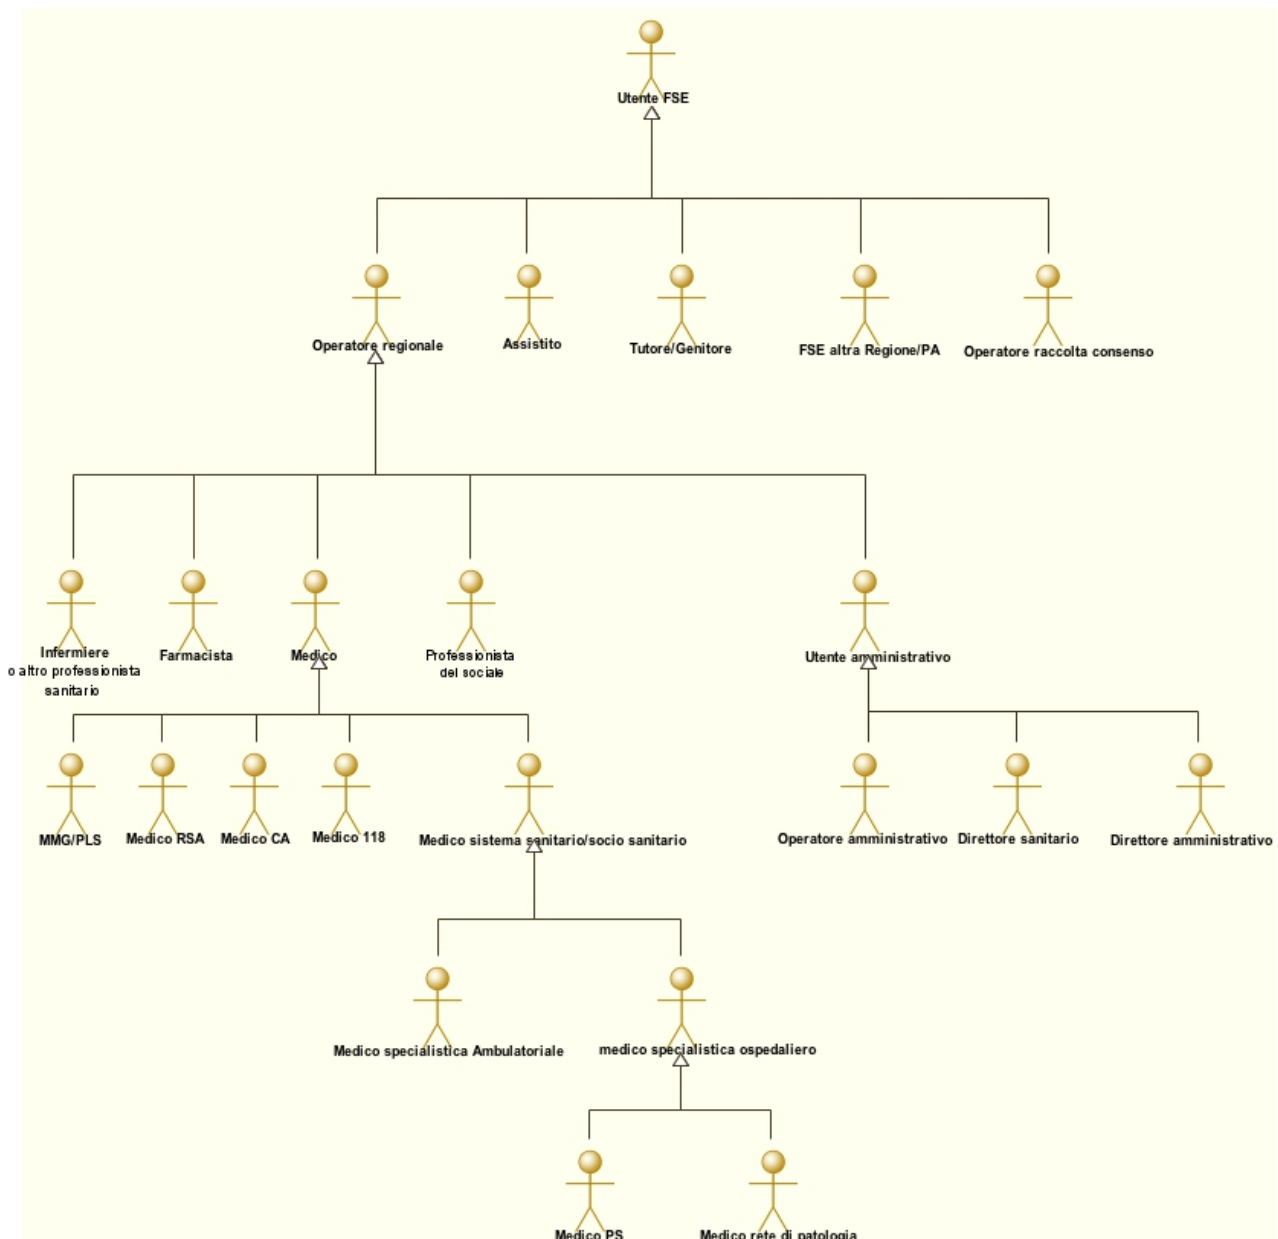 Utente FSE
Operatore regionale
Assistito
Tutore/Genitore
FSE altra Regione/PA
Operatore raccolta consenso
Infermiere
o altro professionista
sanitario
Farmacista
Medico
Professionista
del sociale
Utente amministrativo
MMG/PLS
Medico RSA
Medico CA
Medico 118
Medico sistema sanitario/socio sanitario
Operatore amministrativo
Direttore sanitario
Direttore amministrativo
Medico specialistica Ambulatoriale
medico specialistica ospedaliero
Medico PS
Medico rete di patologia